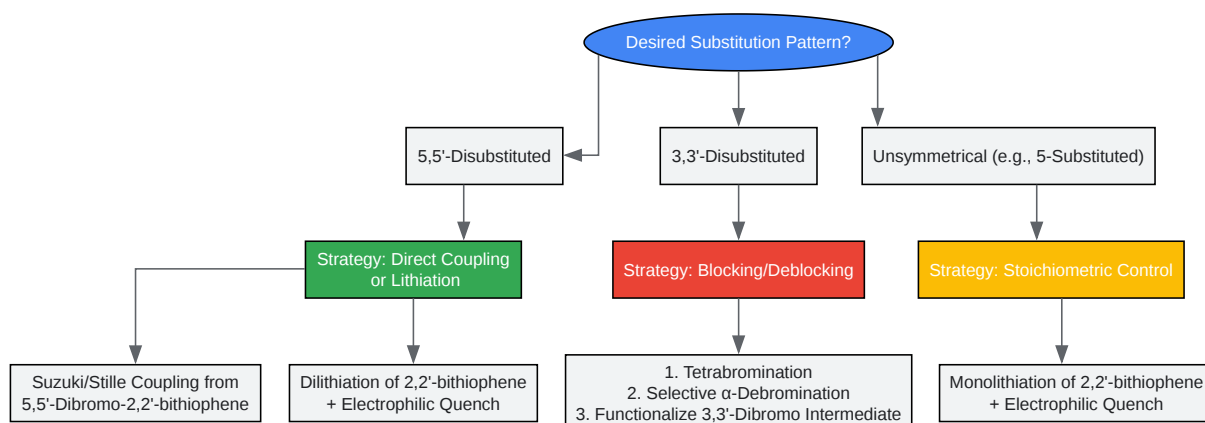 Desired Substitution Pattern?
5,5'-Disubstituted
3,3'-Disubstituted
Unsymmetrical (e.g., 5-Substituted)
Strategy: Direct Coupling
or Lithiation
Strategy: Blocking/Deblocking
Strategy: Stoichiometric Control
Suzuki/Stille Coupling from
5,5'-Dibromo-2,2'-bithiophene
Dilithiation of 2,2'-bithiophene
+ Electrophilic Quench
1. Tetrabromination
2. Selective α-Debromination
3. Functionalize 3,3'-Dibromo Intermediate
Monolithiation of 2,2'-bithiophene
+ Electrophilic Quench